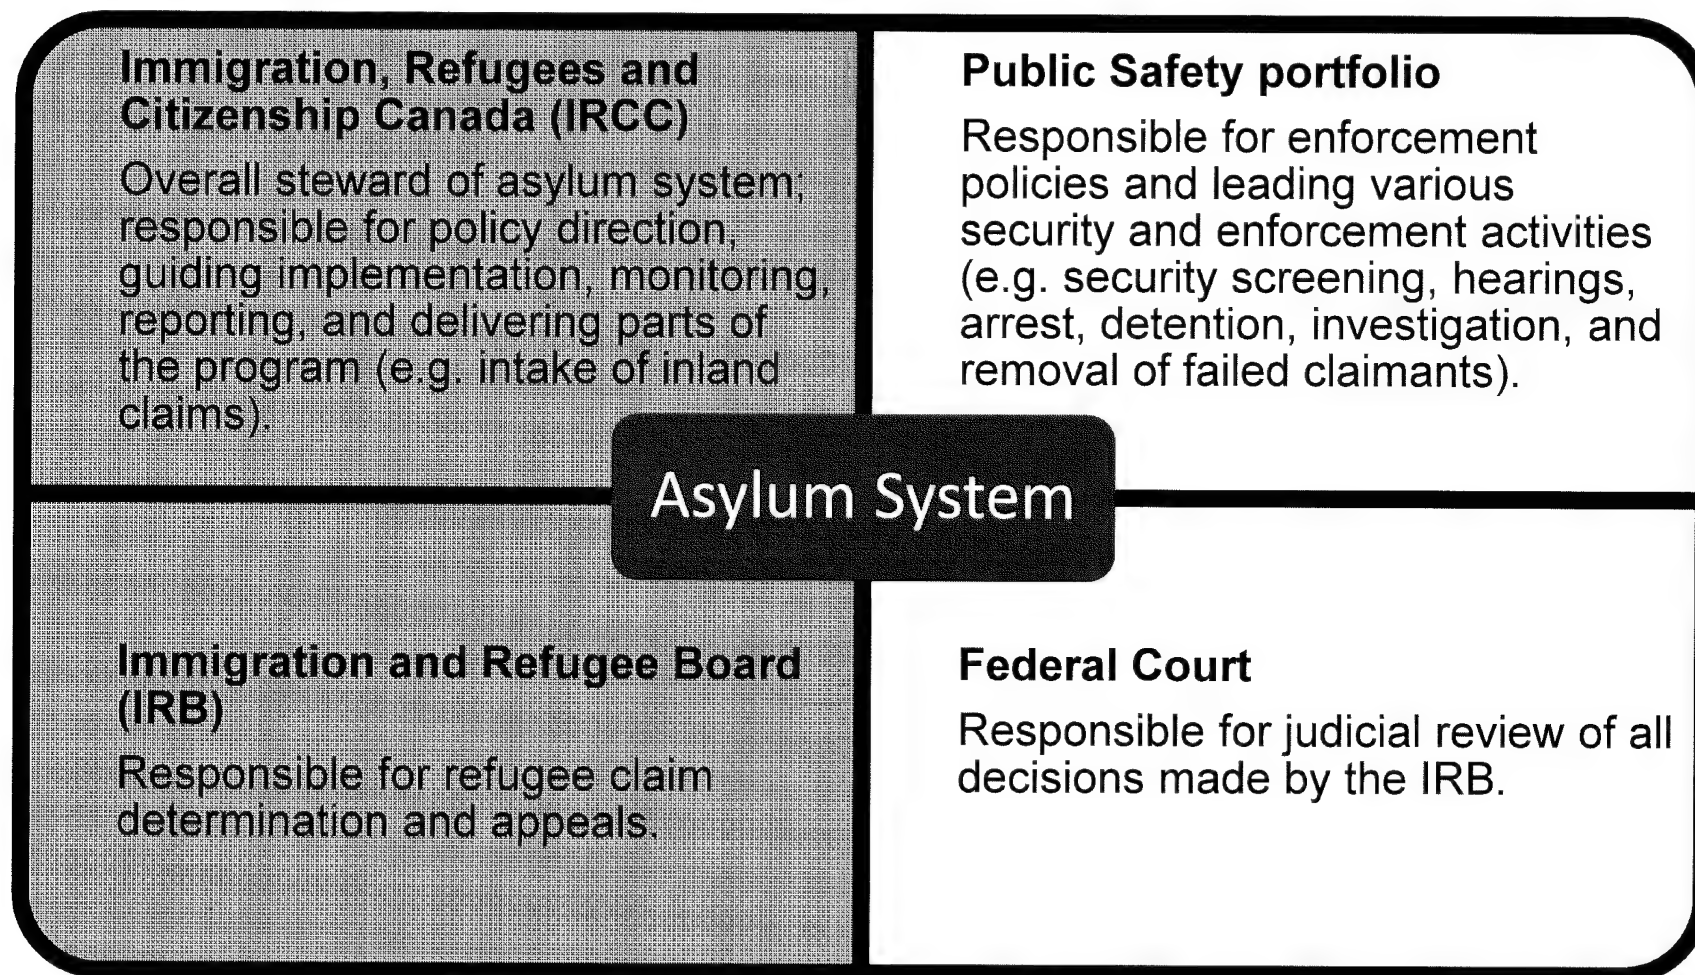 Immigration, Refugees and
Citizenship Canada (IRCC)
Overall steward of asylum system;
responsible for policy direction,
guiding implementation, monitoring,
reporting, and delivering parts of
the program (e.g. intake of inland
claims).
Public Safety portfolio
Responsible for enforcement
policies and leading various
security and enforcement activities
(e.g. security screening, hearings,
arrest, detention, investigation, and
removal of failed claimants).
Asylum System
Immigration and Refugee Board
(IRB)
Responsible for refugee claim
determination and appeals.
Federal Court
Responsible for judicial review of all
decisions made by the IRB.